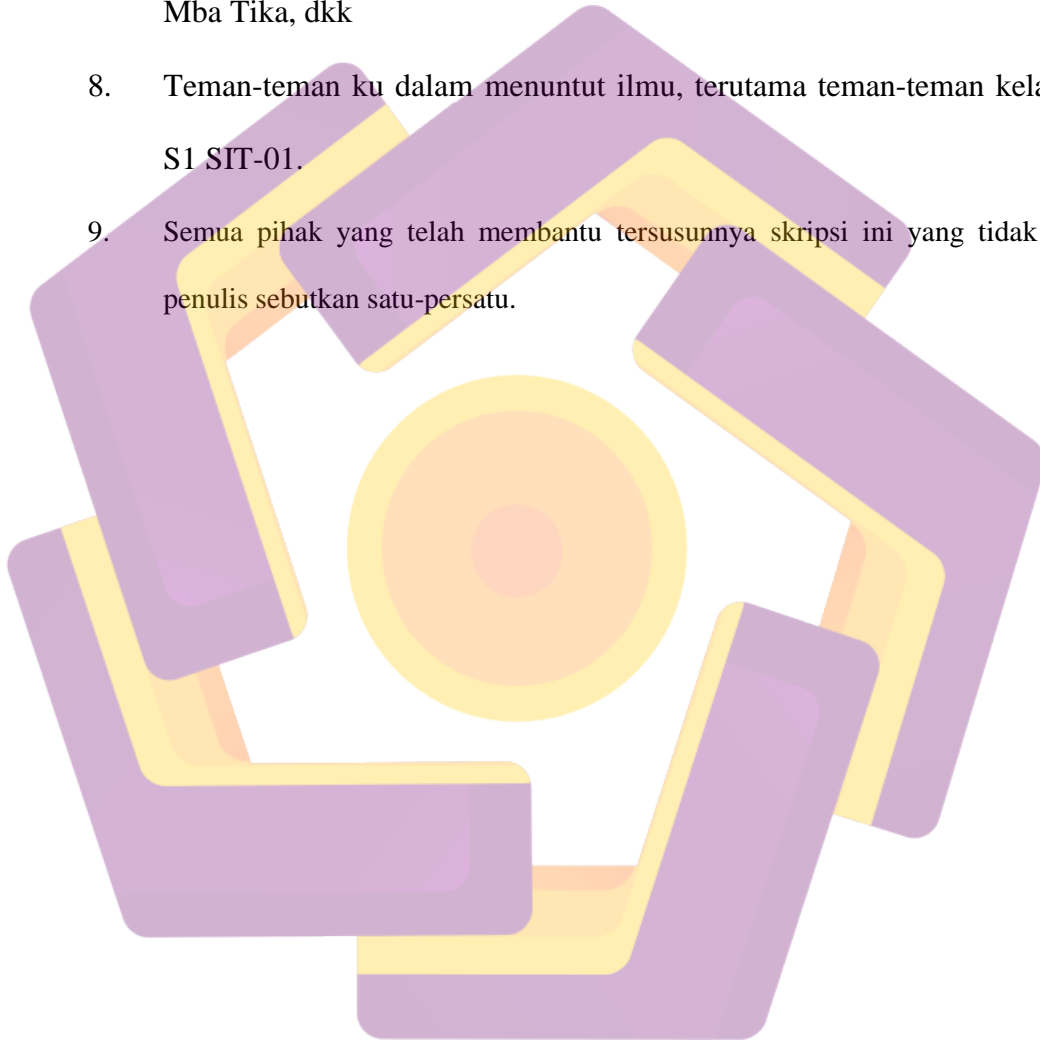 Mba Tika, dkk
8. Teman-teman ku dalam menuntut ilmu, terutama teman-teman
S1 SIT-01.
9. Semua pihak yang telah membantu tersusunnya skripsi ini yang tidak
penulis sebutkan satu-persatu.